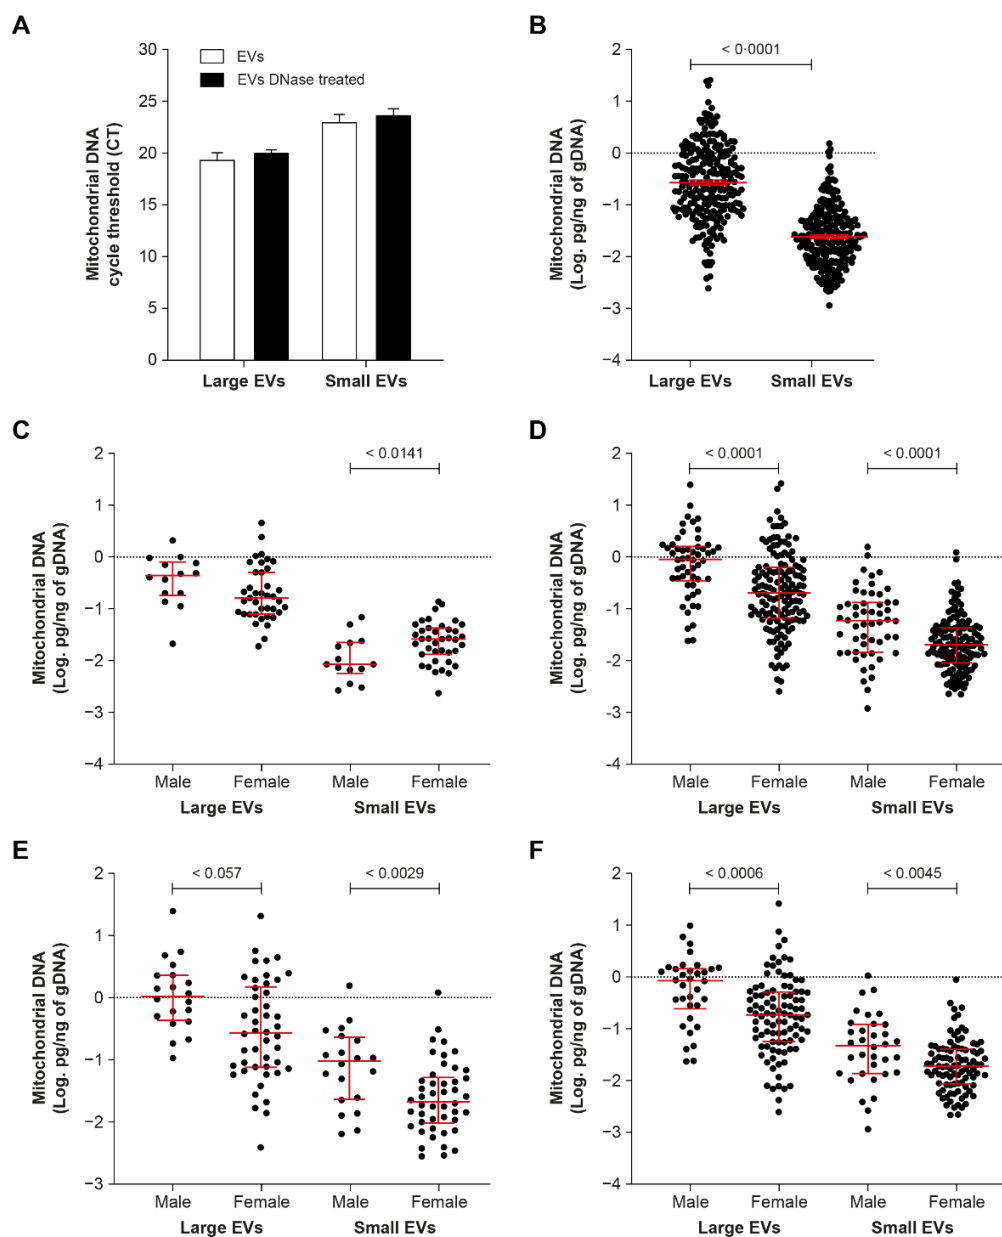 A
Mitochondrial DNA
cycle threshold (CT)
30
25
20
15
10
5
0
EVs
EVs DNase treated
Large EVs
Small EVs
B
Mitochondrial DNA
(Log. pg/ng of gDNA)
2
1
0
−1
−2
−3
−4
< 0·0001
Large EVs
Small EVs
C
Mitochondrial DNA
(Log. pg/ng of gDNA)
2
1
0
−1
−2
−3
−4
< 0.0141
Male
Female
Male
Female
Large EVs
Small EVs
D
Mitochondrial DNA
(Log. pg/ng of gDNA)
2
1
0
−1
−2
−3
-4
< 0.0001
< 0.0001
Male
Female
Male
Female
Large EVs
Small EVs
E
Mitochondrial DNA
(Log. pg/ng of gDNA)
2
1
0
−1
−2
−3
< 0.057
< 0.0029
Male
Female
Male
Female
Large EVs
Small EVs
F
Mitochondrial DNA
(Log. pg/ng of gDNA)
2
1
0
−1
−2
−3
−4
< 0.0006
< 0.0045
Male
Female
Male
Female
Large EVs
Small EVs